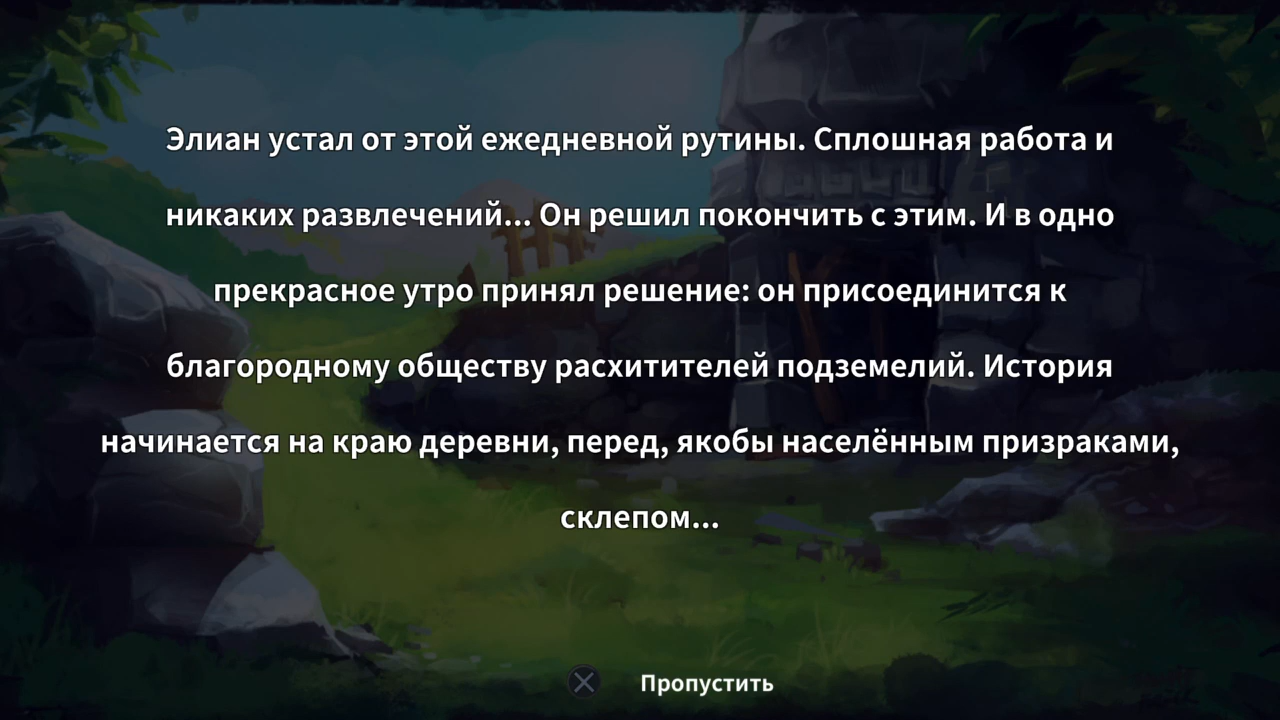 Элиан устал от этой ежедневной рутины. Сплошная работа и
никаких развлечений... Он решил покончить с этим. И в одно
прекрасное утро принял решение: он присоединится к
благородному обществу расхитителей подземелий. История
начинается на краю деревни, перед, якобы населённым призраками,
склепом...
Пропустить